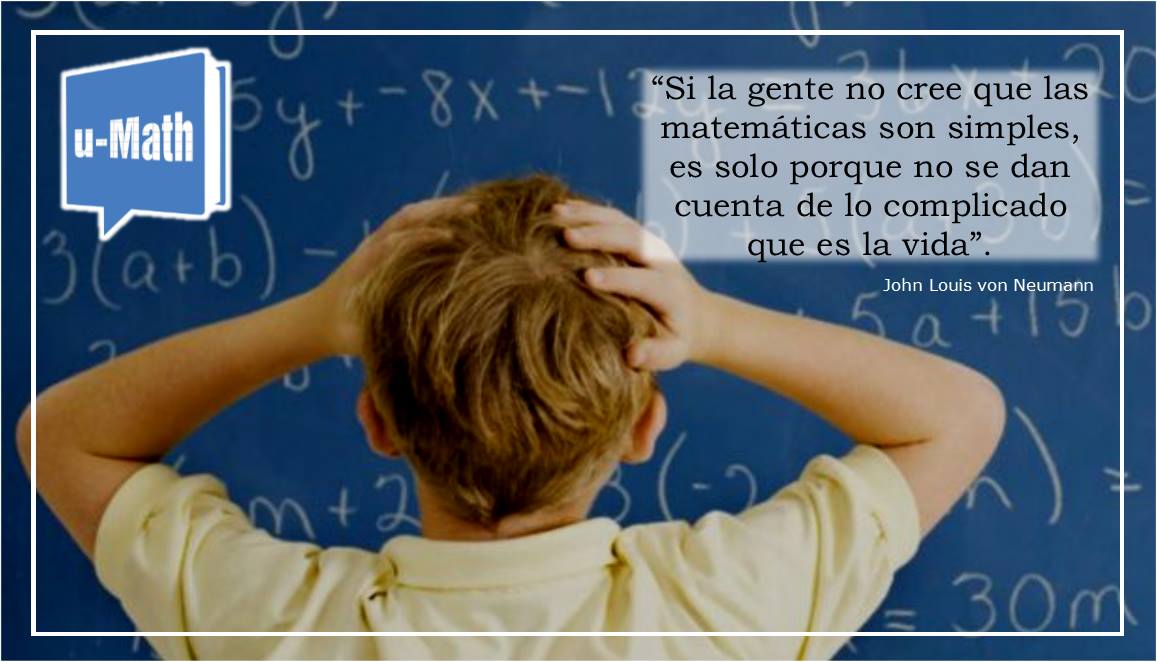 u-Math
“Si la gente no cree que las
matemáticas son simples,
es solo porque no se dan
cuenta de lo complicado
que es la vida”.
John Louis von Neumann
5y + -8x + -12y
3(a+b) -
5a + 15b
m + 2
3(-2
n) =
= 30m